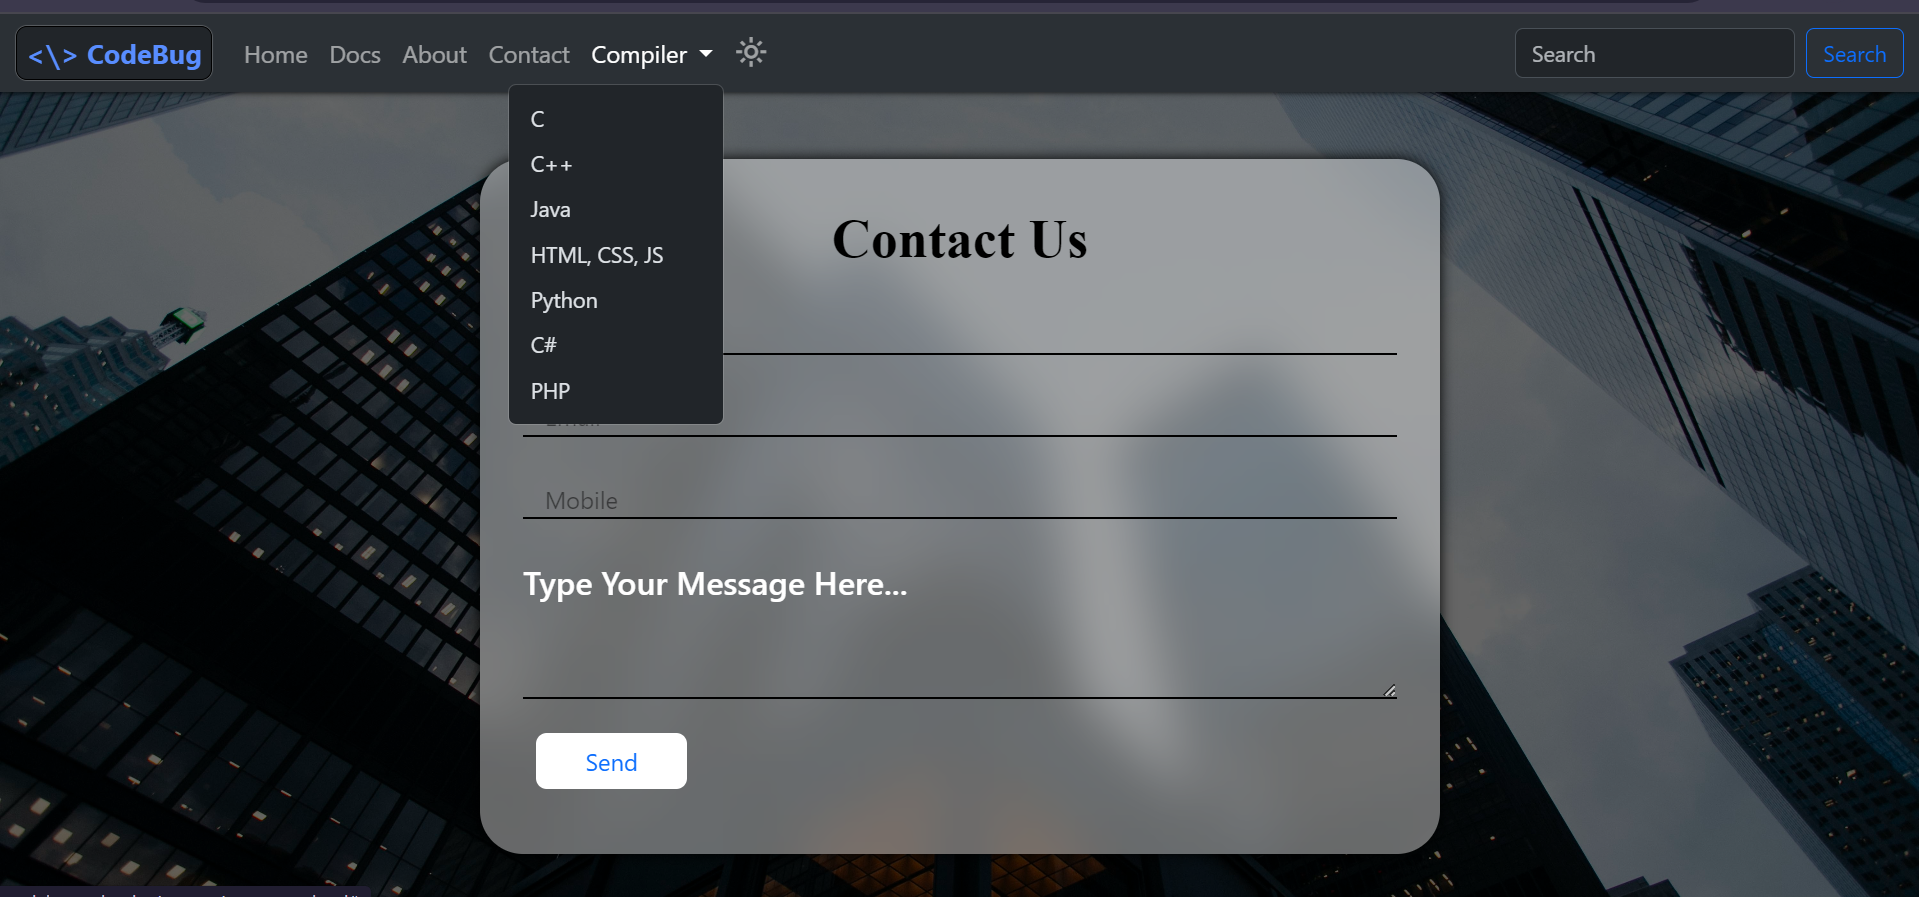 <\> CodeBug Home Docs About Contact Compiler Search Search
C
C++
Java
HTML, CSS, JS
Python
C#
PHP
Contact Us
Mobile
Type Your Message Here...
Send